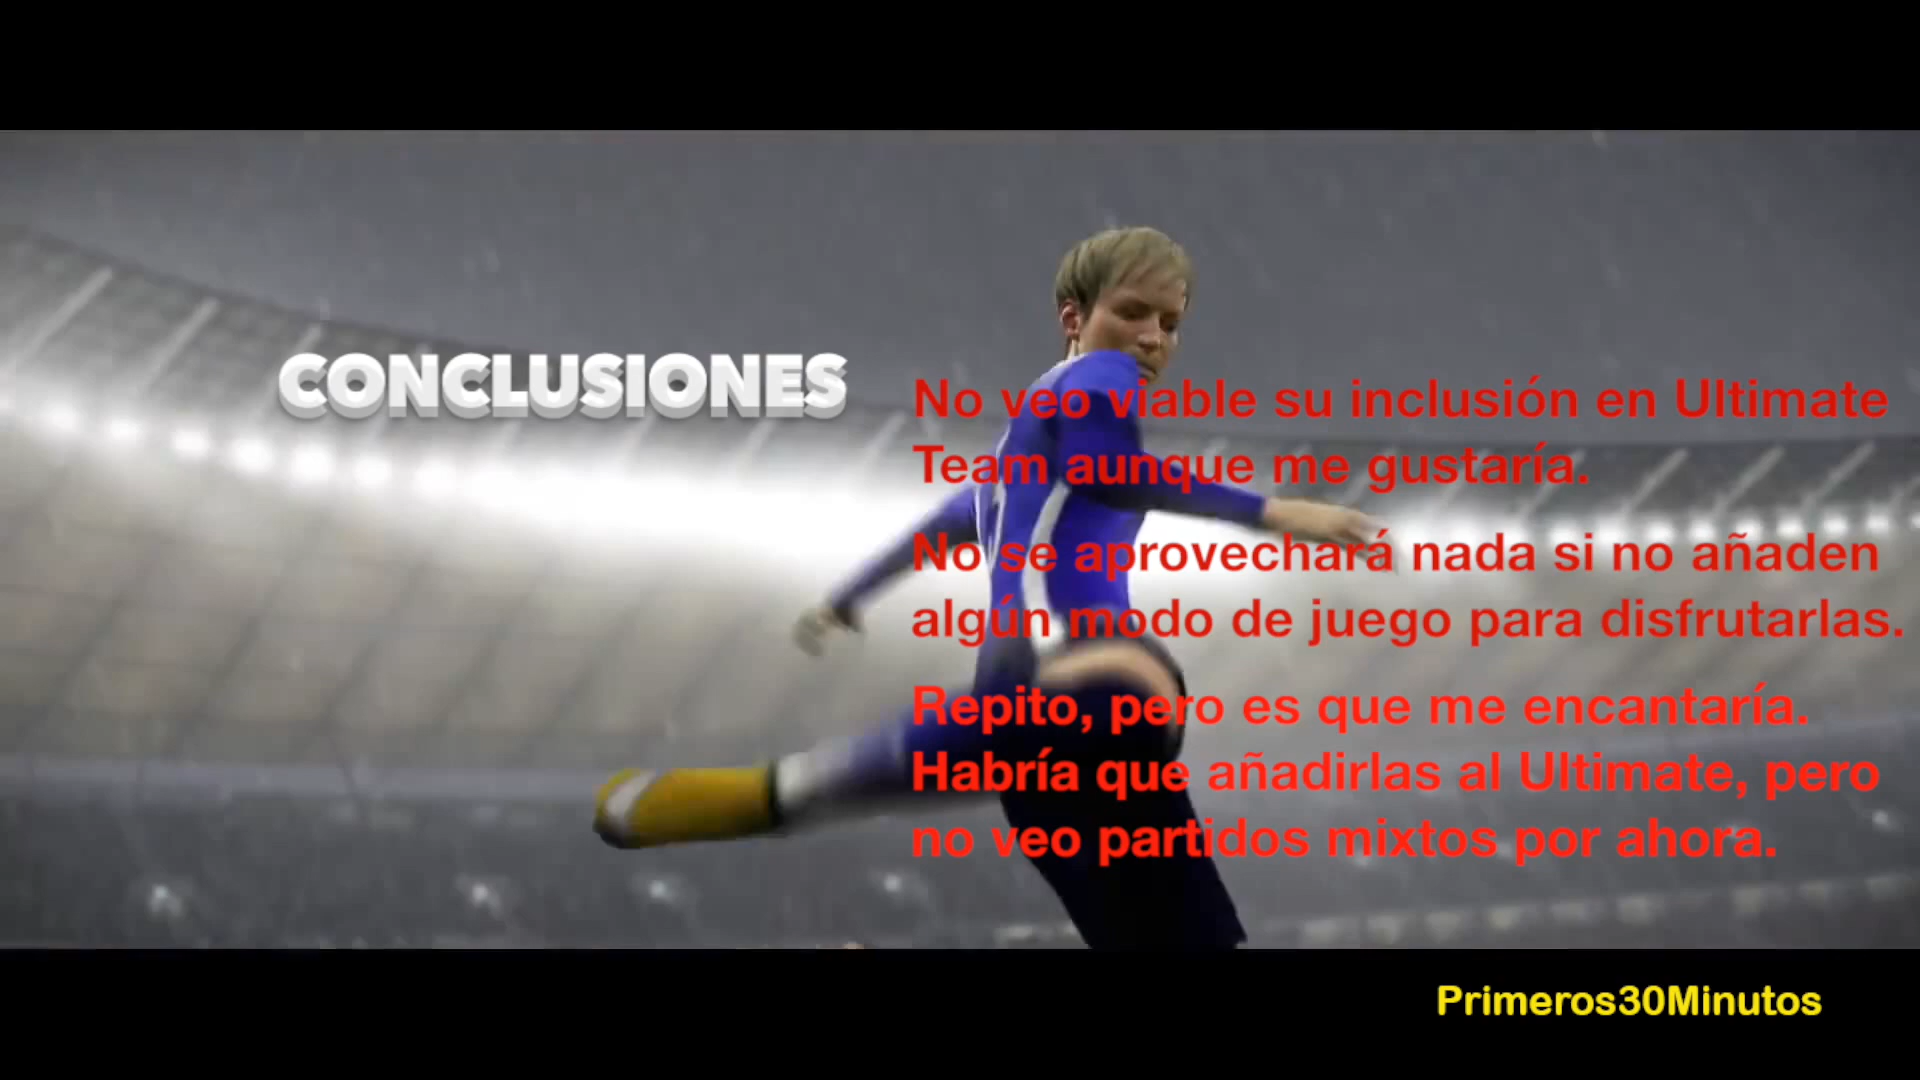 CONCLUSIONES
No veo viable su inclusión en Ultimate
Team aunque me gustaría.
No se aprovechará nada si no añaden
algún modo de juego para disfrutarlas.
Repito, pero es que me encantaría.
Habría que añadirlas al Ultimate, pero
no veo partidos mixtos por ahora.
Primeros30Minutos